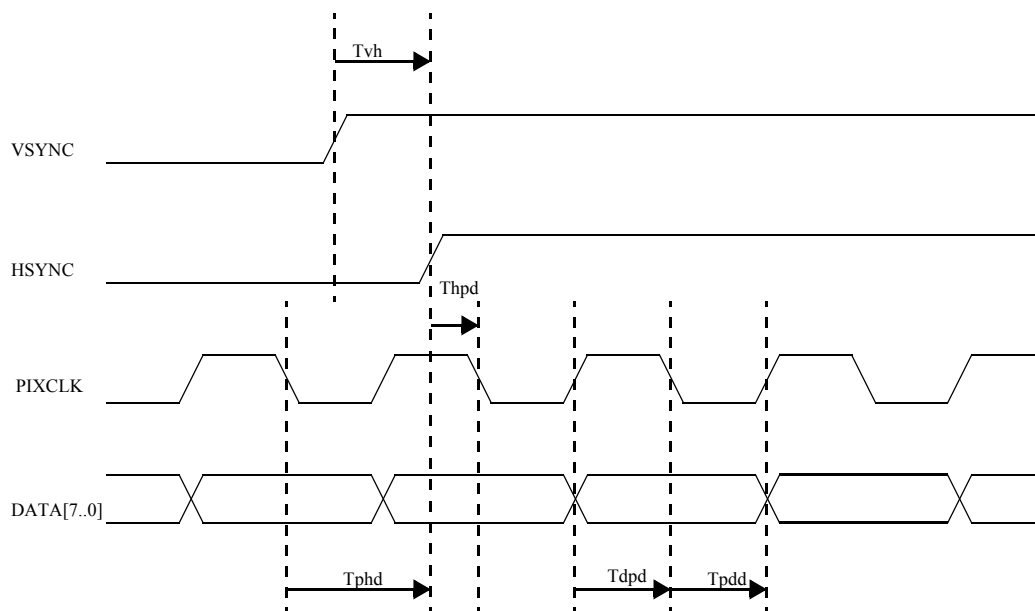 Tvh
VSYNC
HSYNC
Thpd
PIXCLK
DATA[7..0]
Tphd
Tdpd
Tpdd